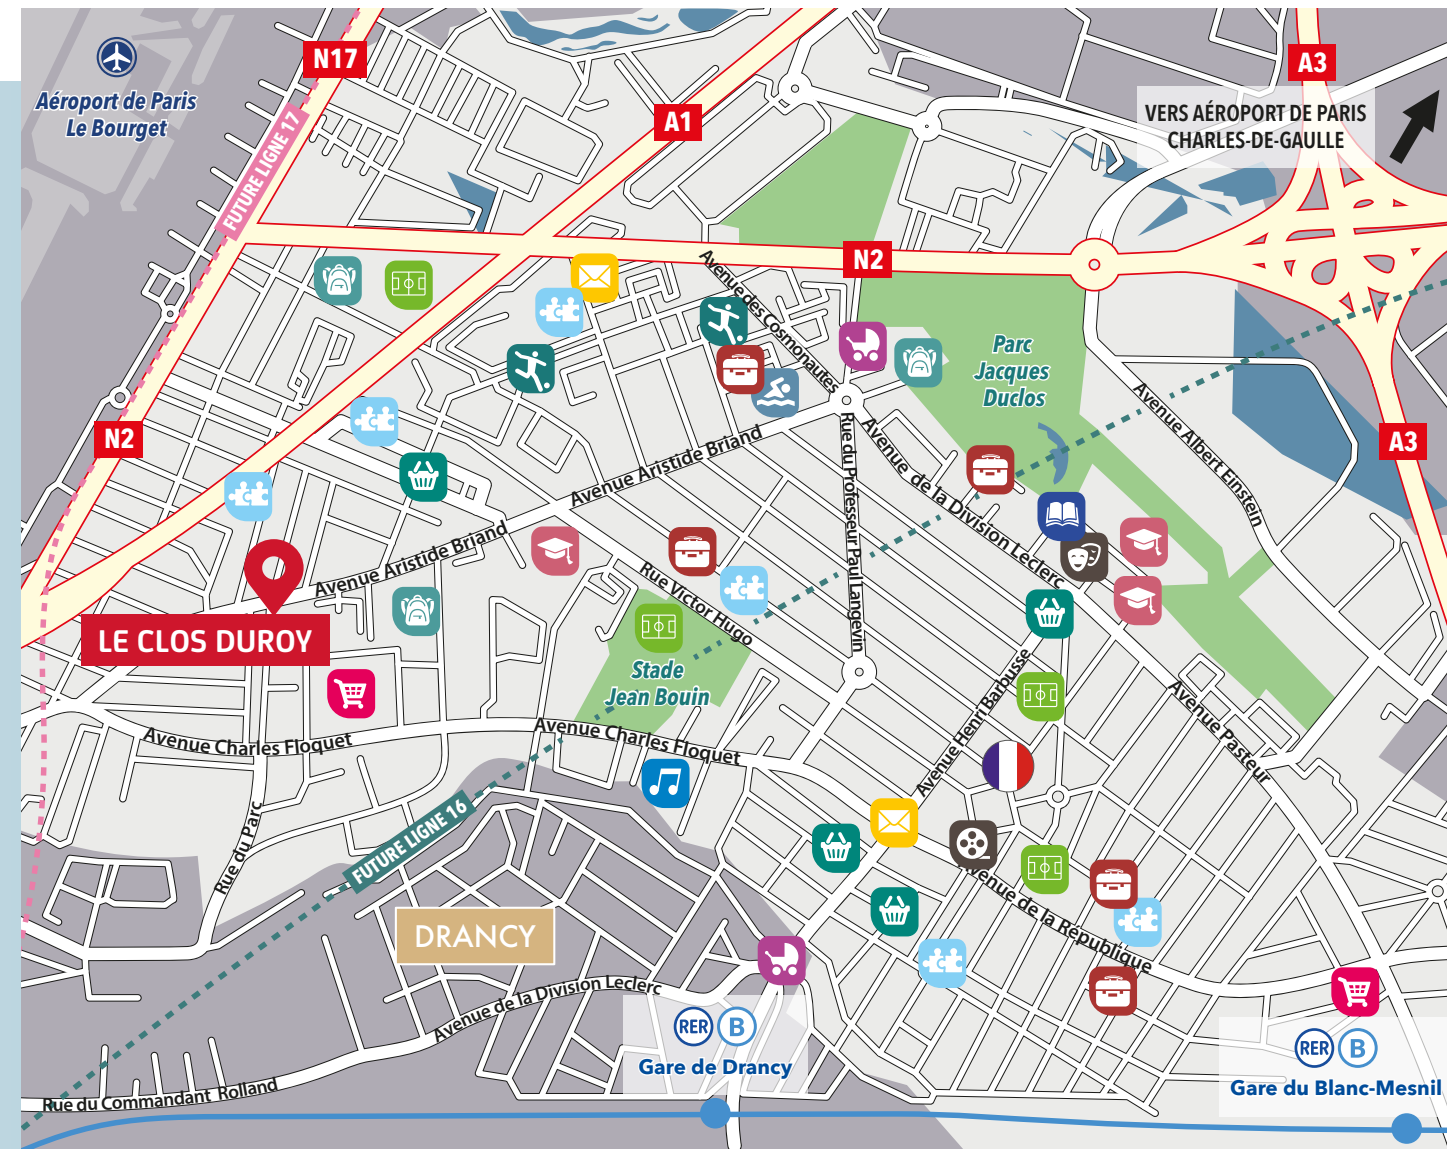 N17
A3
Aéroport de Paris
Le Bourget
A1
VERS AÉROPORT DE PARIS
CHARLES-DE-GAULLE
FUTURE LIGNE 17
N2
Avenue des Cosmonautes
Parc
Jacques
Duclos
Avenue Albert Einstein
N2
A3
Avenue Aristide Briand
Rue du Professeur Paul Langevin
Avenue de la Division Leclerc
Avenue Aristide Briand
Rue Victor Hugo
LE CLOS DUROY
Stade
Jean Bouin
Avenue Henri Barbusse
Avenue Pasteur
Avenue Charles Floquet
Avenue Charles Floquet
FUTURE LIGNE 16
Rue du Parc
Avenue de la République
DRANCY
Avenue de la Division Leclerc
RER B
Gare de Drancy
RER B
Gare du Blanc-Mesnil
Rue du Commandant Rolland